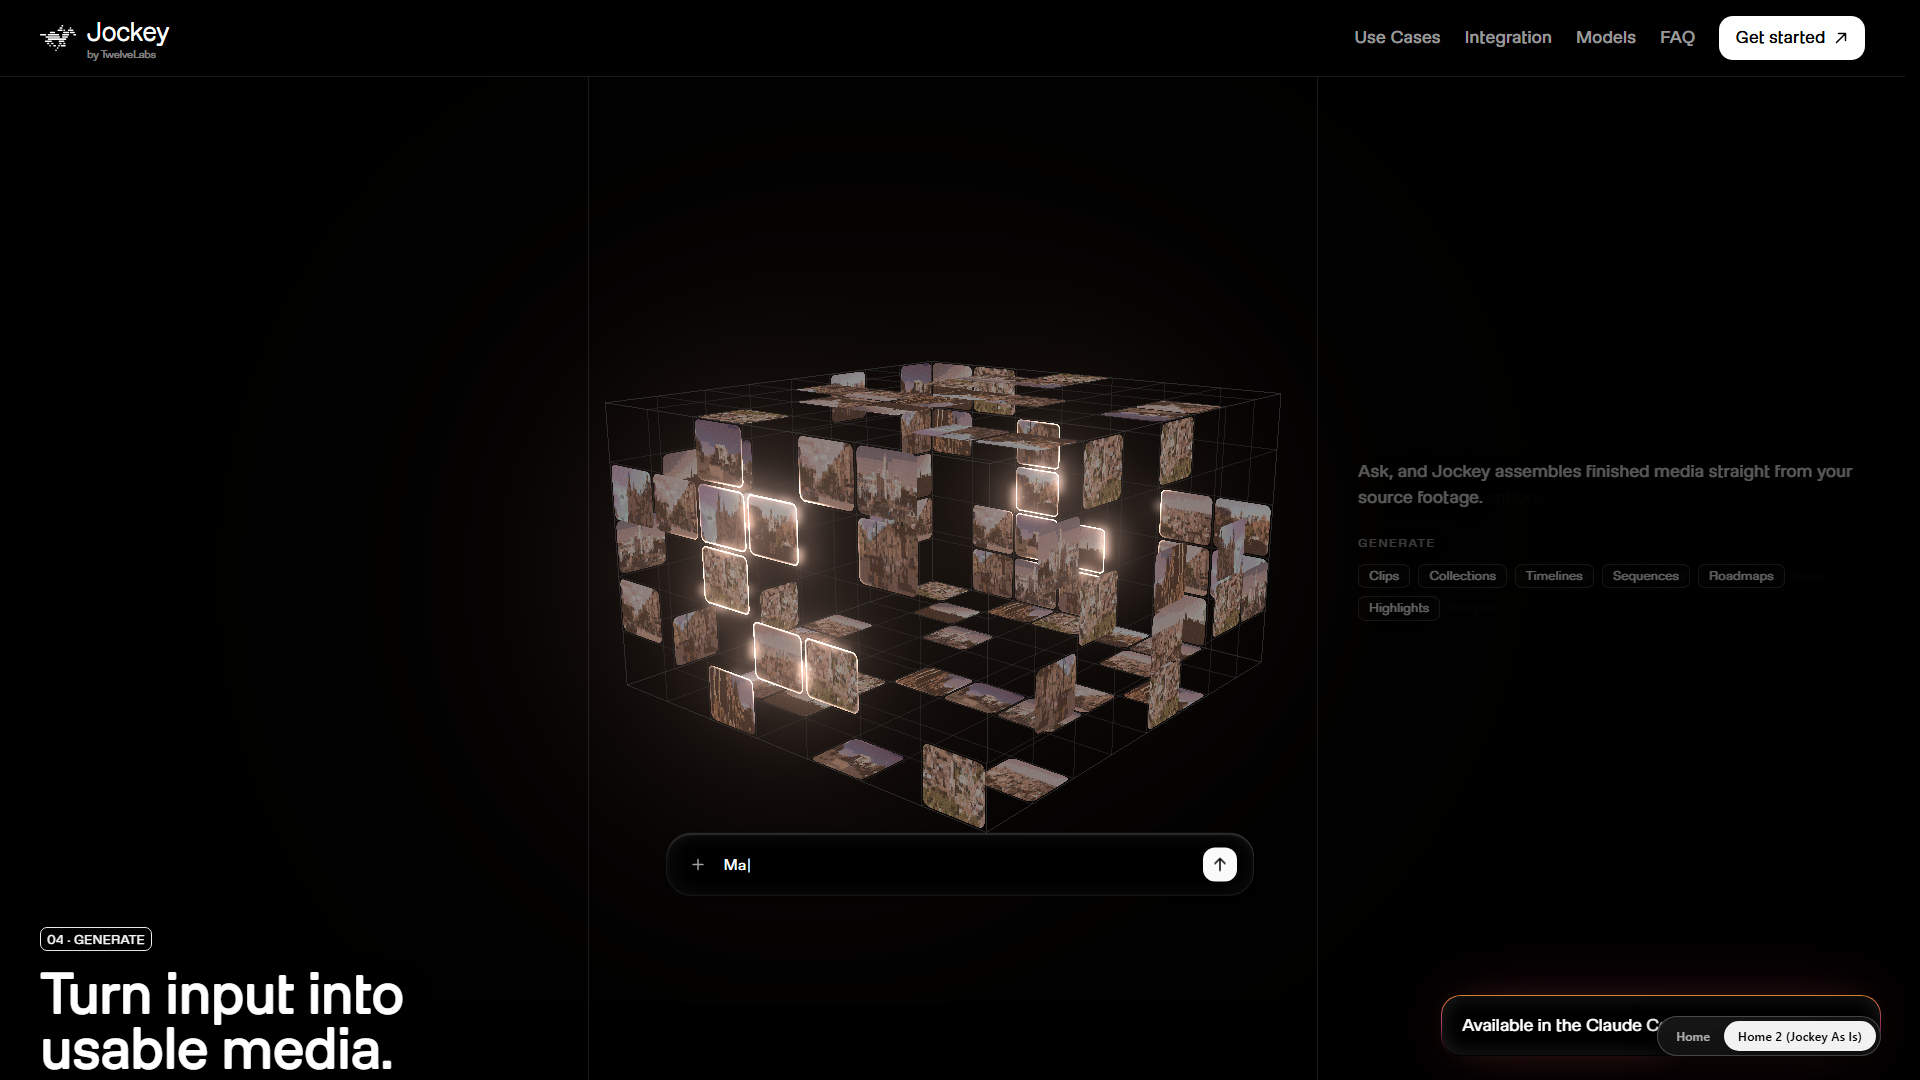 Jockey
by TwelveLabs
Use Cases
Integration
Models
FAQ
Get started
Ask, and Jockey assembles finished media straight from your
source footage.
GENERATE
Clips
Collections
Timelines
Sequences
Roadmaps
Highlights
Ma
04 - GENERATE
Turn input into
usable media.
Available in the Claude
Home
Home 2 (Jockey As Is)